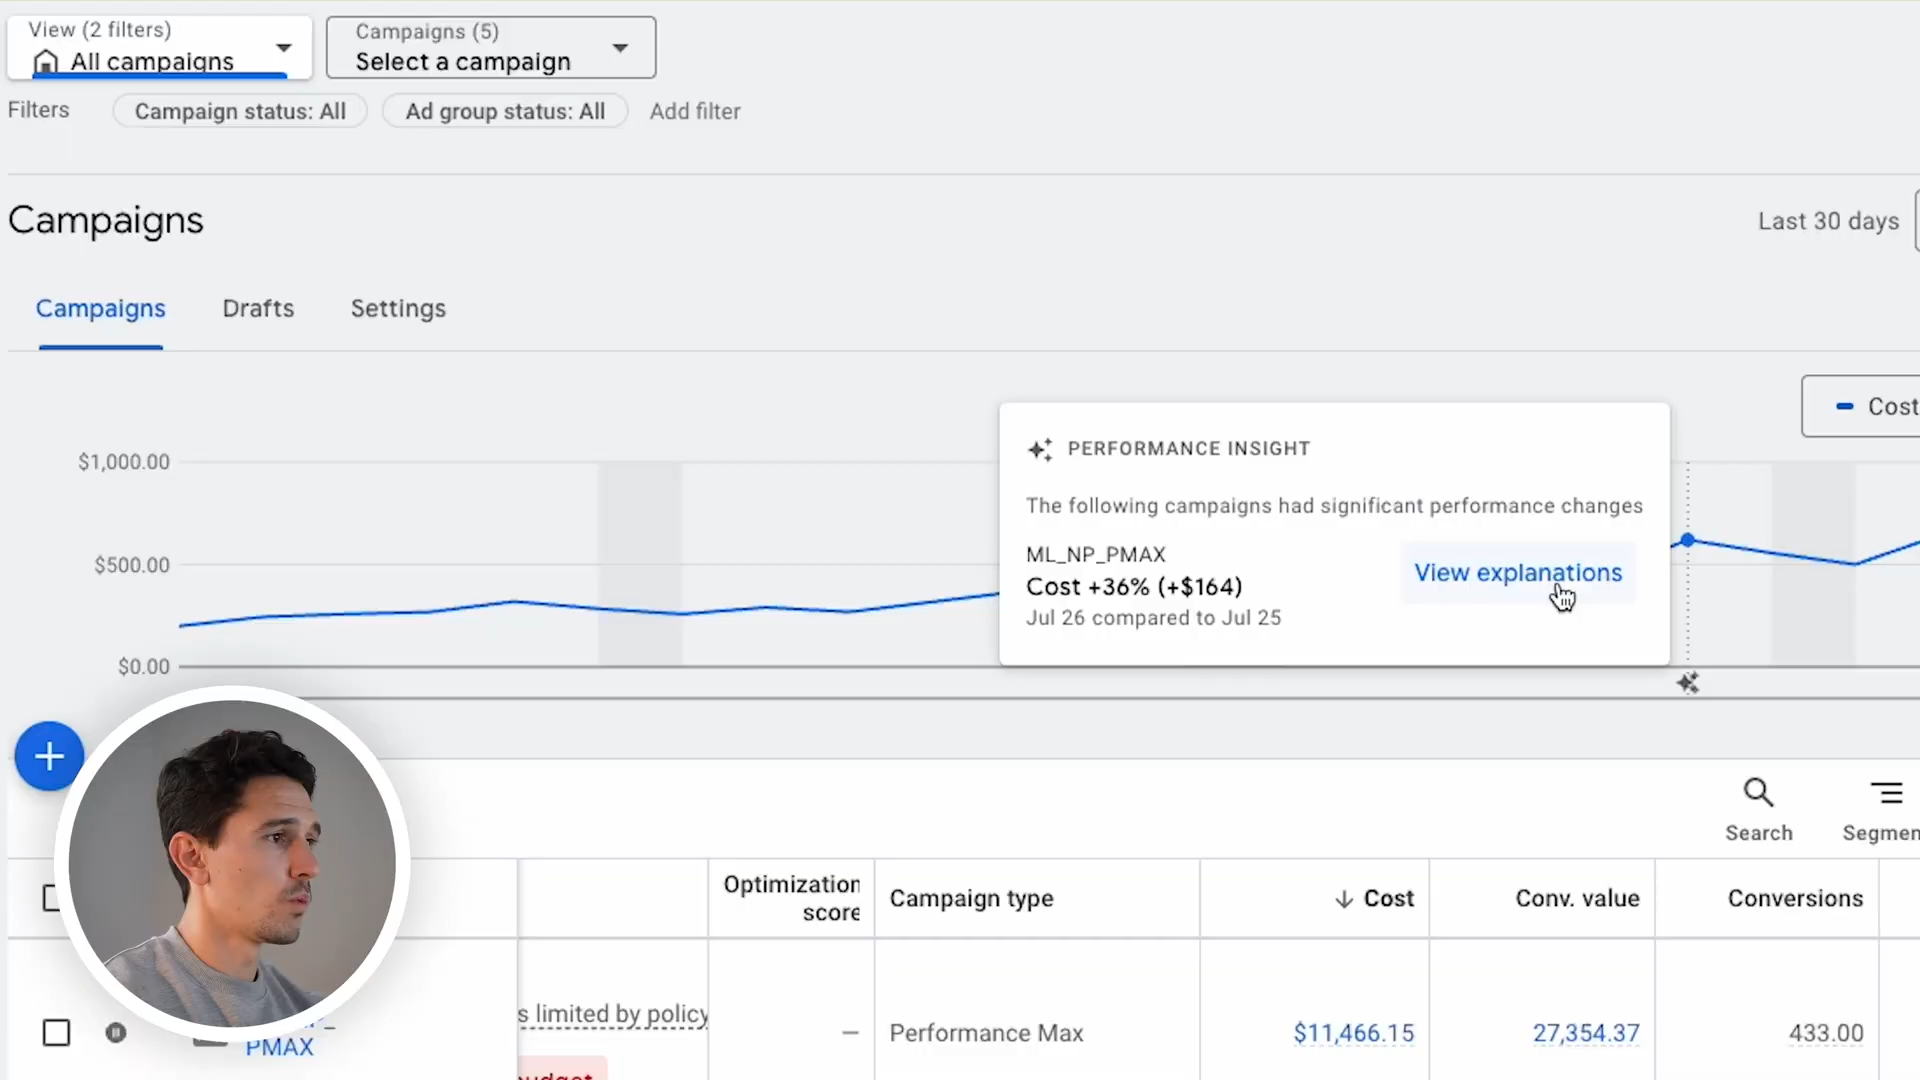 View (2 filters)
All campaigns
Campaigns (5)
Select a campaign
Filters
Campaign status: All
Ad group status: All
Add filter
Campaigns
Last 30 days
Campaigns
Drafts
Settings
Cost
$1,000.00
$500.00
$0.00
PERFORMANCE INSIGHT
The following campaigns had significant performance changes
ML_NP_PMAX
Cost +36% (+$164)
Jul 26 compared to Jul 25
View explanations
Search
Segmen
Optimization
score
Campaign type
Cost
Conv. value
Conversions
s limited by policy
PMAX
—
Performance Max
$11,466.15
27,354.37
433.00